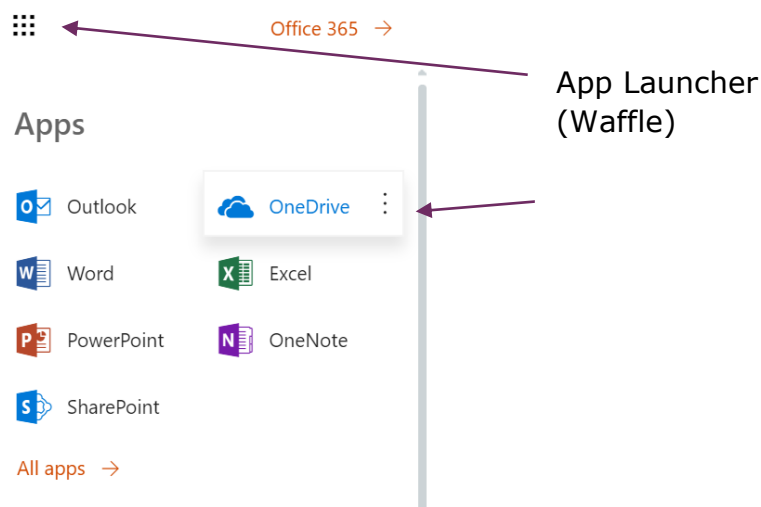 Office 365 →
App Launcher
(Waffle)
Apps
Outlook
OneDrive
Word
Excel
PowerPoint
OneNote
SharePoint
All apps →